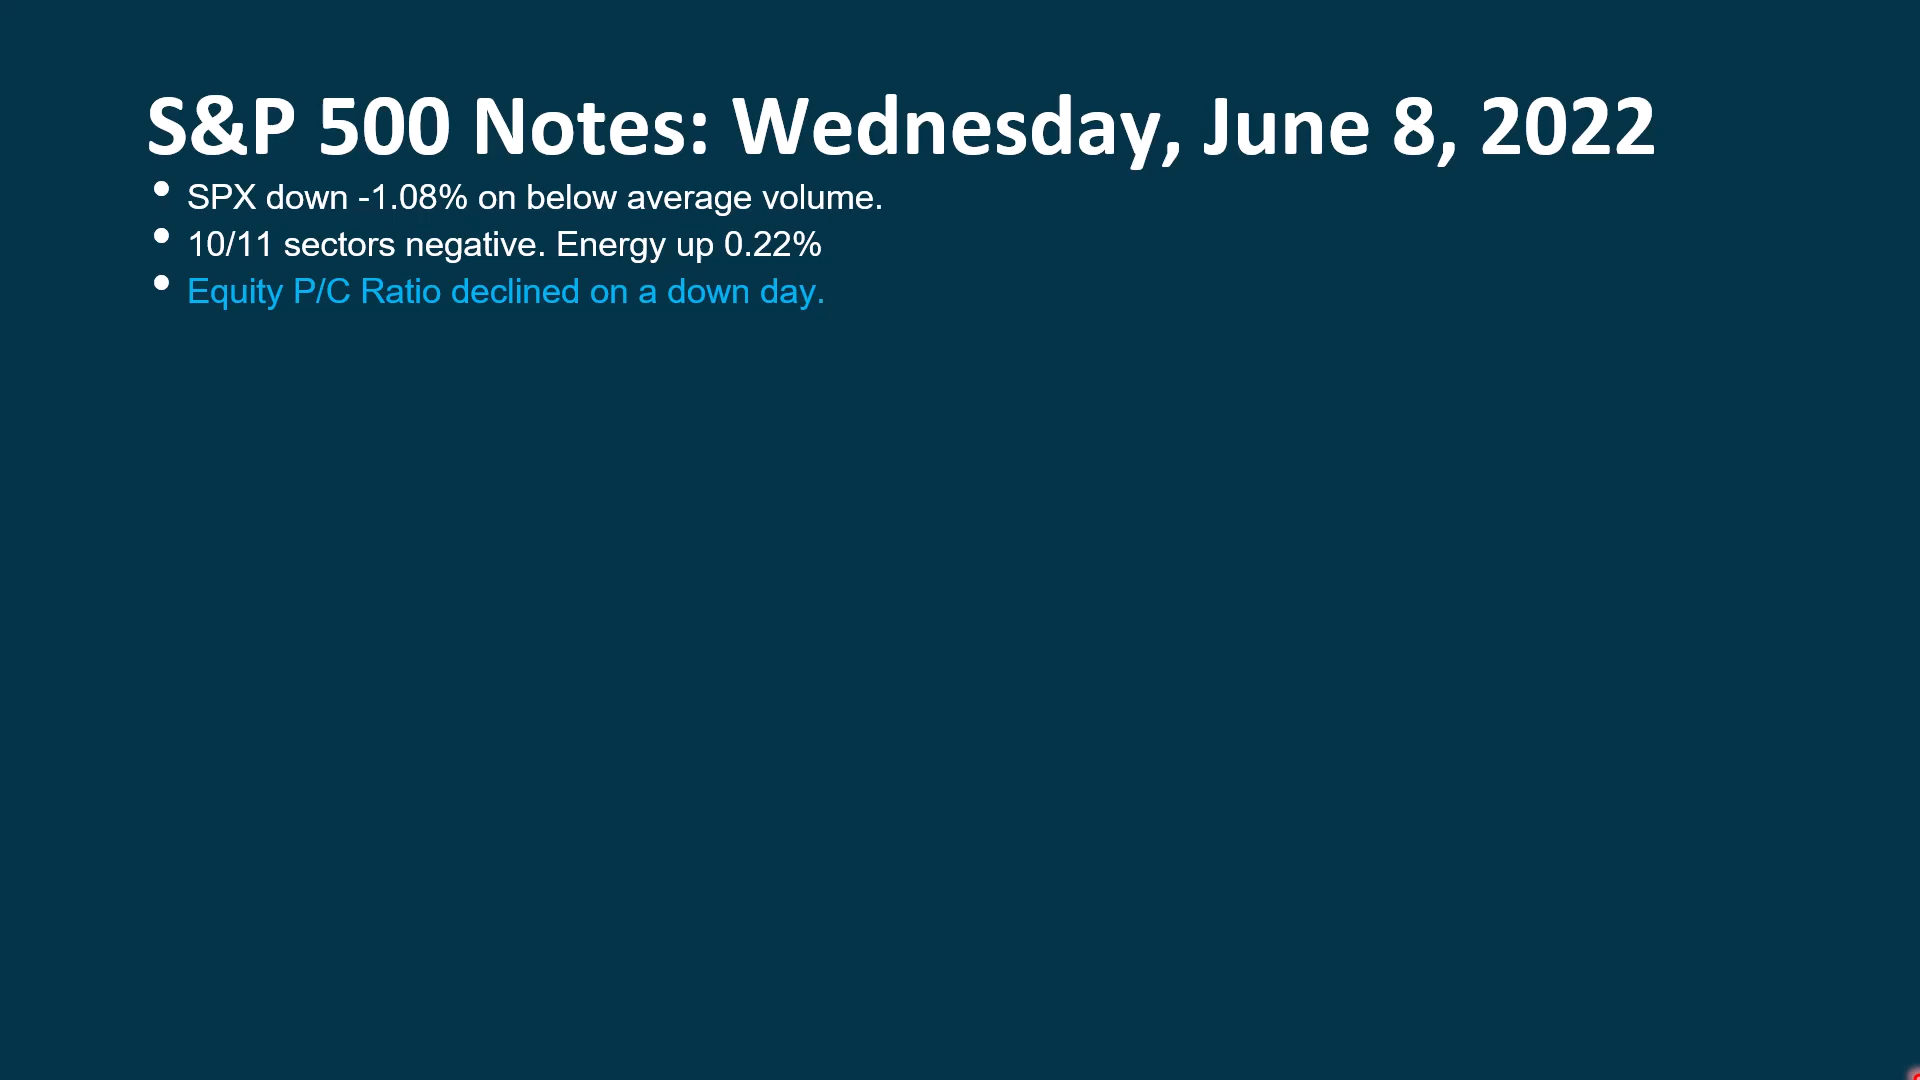 S&P 500 Notes: Wednesday, June 8, 2022
• SPX down -1.08% on below average volume.
• 10/11 sectors negative. Energy up 0.22%
• Equity P/C Ratio declined on a down day.